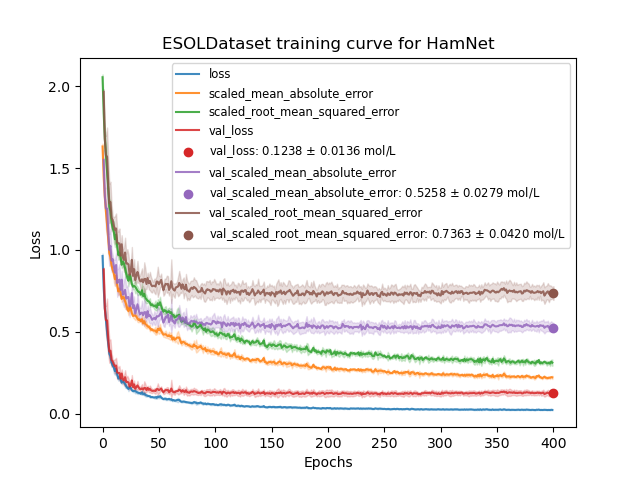 ESOLDataset training curve for HamNet
loss
scaled_mean_absolute_error
scaled_root_mean_squared_error
val_loss
val_loss: 0.1238 ± 0.0136 mol/L
val_scaled_mean_absolute_error
val_scaled_mean_absolute_error: 0.5258 ± 0.0279 mol/L
val_scaled_root_mean_squared_error
val_scaled_root_mean_squared_error: 0.7363 ± 0.0420 mol/L
2.0
1.5
1.0
0.5
0.0
Loss
0 50 100 150 200 250 300 350 400
Epochs